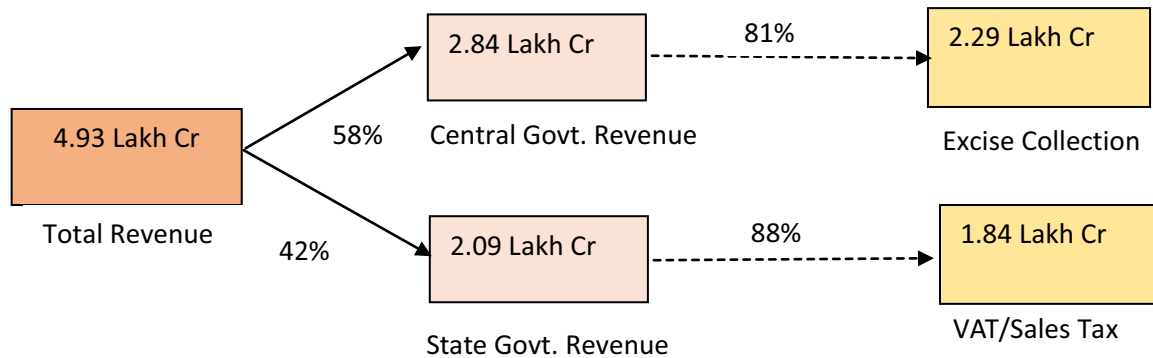 4.93 Lakh Cr
Total Revenue
58%
42%
2.84 Lakh Cr
Central Govt. Revenue
81%
2.29 Lakh Cr
Excise Collection
2.09 Lakh Cr
State Govt. Revenue
88%
1.84 Lakh Cr
VAT/Sales Tax